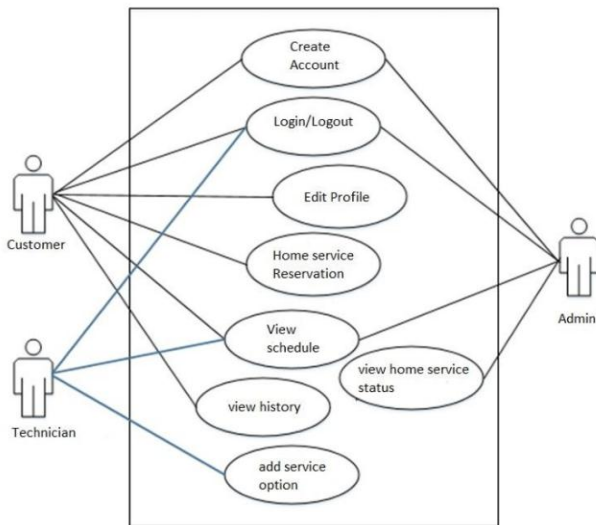 Create
Account
Login/Logout
Edit Profile
Customer
Home service
Reservation
Admin
View
schedule
view home service
status
Technician
view history
add service
option